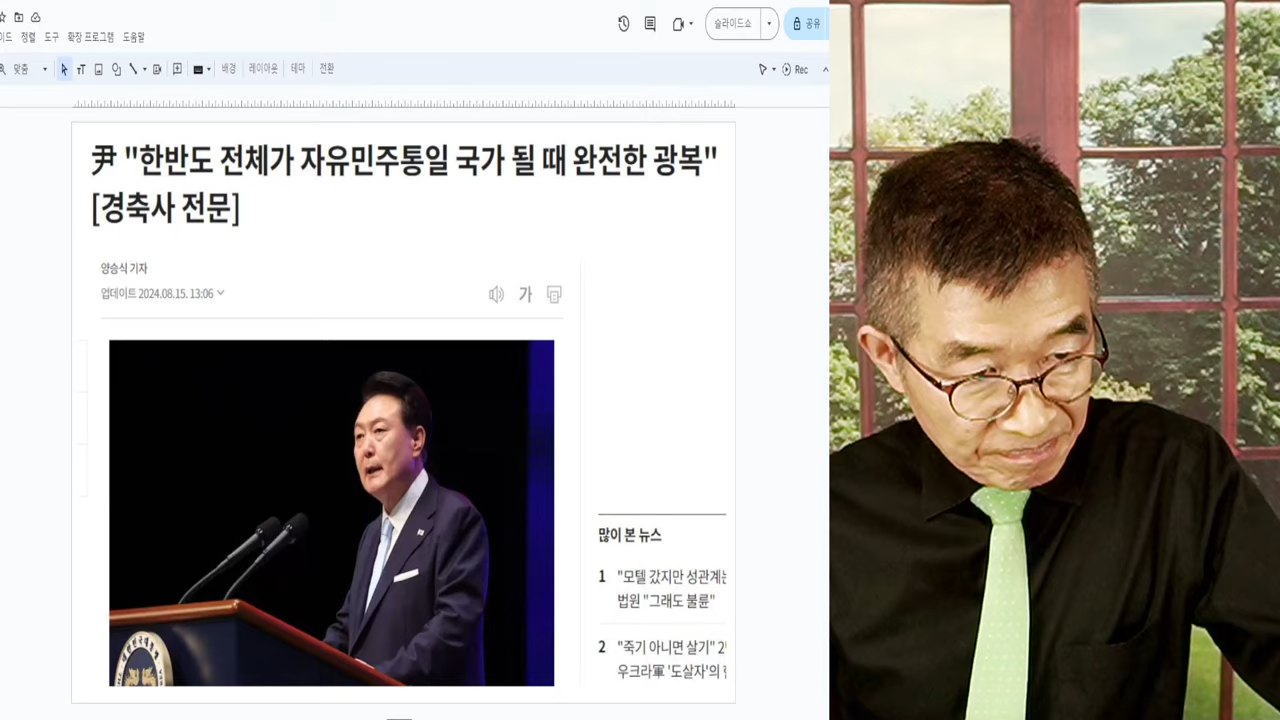 정렬 도구 확장 프로그램 도움말
슬라이드쇼
공유
맞춤
배경 레이아웃 테마 전환
Rec
尹 "한반도 전체가 자유민주통일 국가 될 때 완전한 광복"
[경축사 전문]
양승식 기자
업데이트 2024.08.15. 13:06
가
많이 본 뉴스
1 "모텔 갔지만 성관계는
법원 "그래도 불륜"
2 "죽기 아니면 살기"
우크라軍 '도살자'의